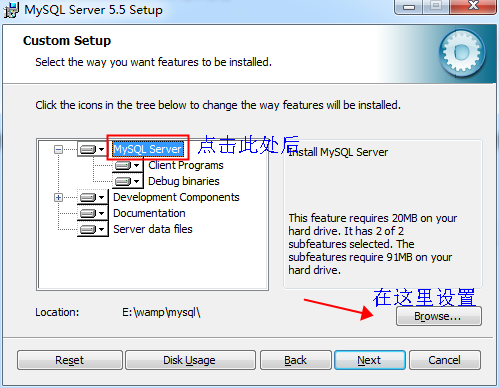 MySQL Server 5.5 Setup
Custom Setup
Select the way you want features to be installed.
Click the icons in the tree below to change the way features will be installed.
MySQL Server
点击此处后
Client Programs
Debug binaries
Development Components
Documentation
Server data files
Install MySQL Server
This feature requires 20MB on your
hard drive. It has 2 of 2
subfeatures selected. The
subfeatures require 91MB on your
hard drive.
在这里设置
Location:
E:\wamp\mysql\
Browse...
Reset
Disk Usage
Back
Next
Cancel